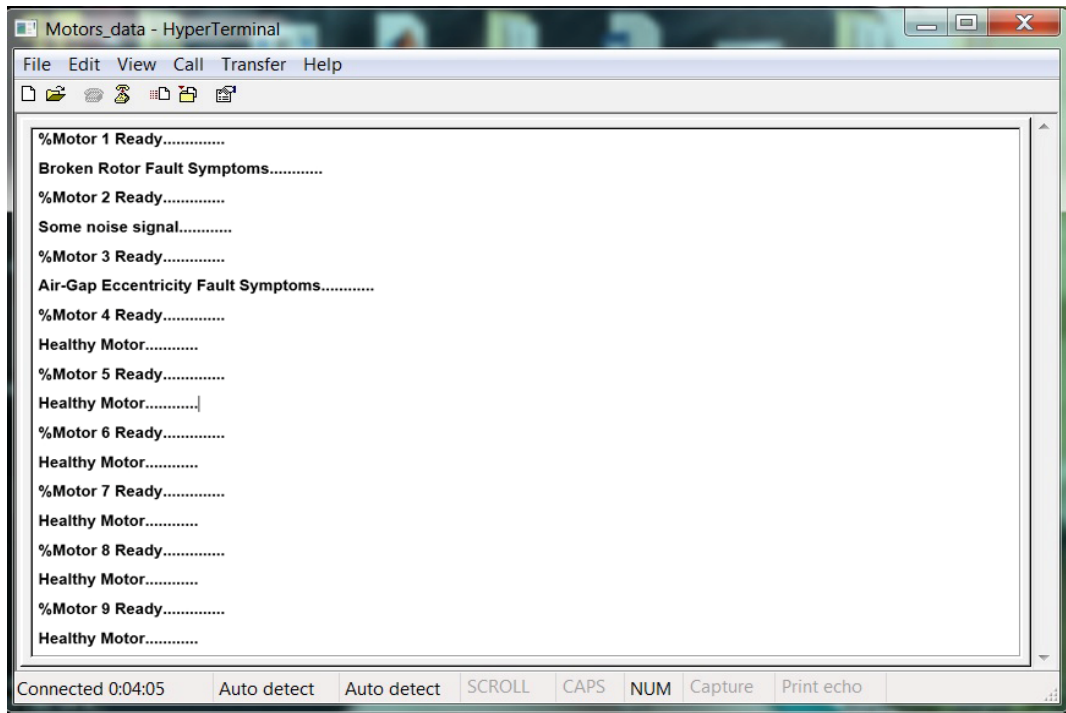 Motors_data - HyperTerminal
File Edit View Call Transfer Help
%Motor 1 Ready..............
Broken Rotor Fault Symptoms............
%Motor 2 Ready..............
Some noise signal............
%Motor 3 Ready..............
Air-Gap Eccentricity Fault Symptoms............
%Motor 4 Ready..............
Healthy Motor............
%Motor 5 Ready..............
Healthy Motor............
%Motor 6 Ready..............
Healthy Motor............
%Motor 7 Ready..............
Healthy Motor............
%Motor 8 Ready..............
Healthy Motor............
%Motor 9 Ready..............
Healthy Motor............
Connected 0:04:05 Auto detect Auto detect SCROLL CAPS NUM Capture Print echo